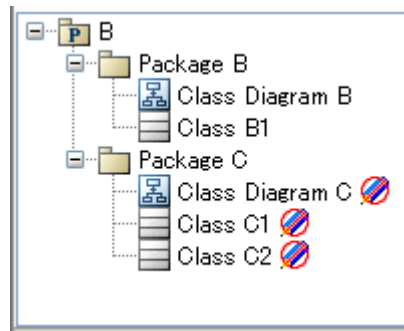 P B
Package B
Class Diagram B
Class B1
Package C
Class Diagram C
Class C1
Class C2